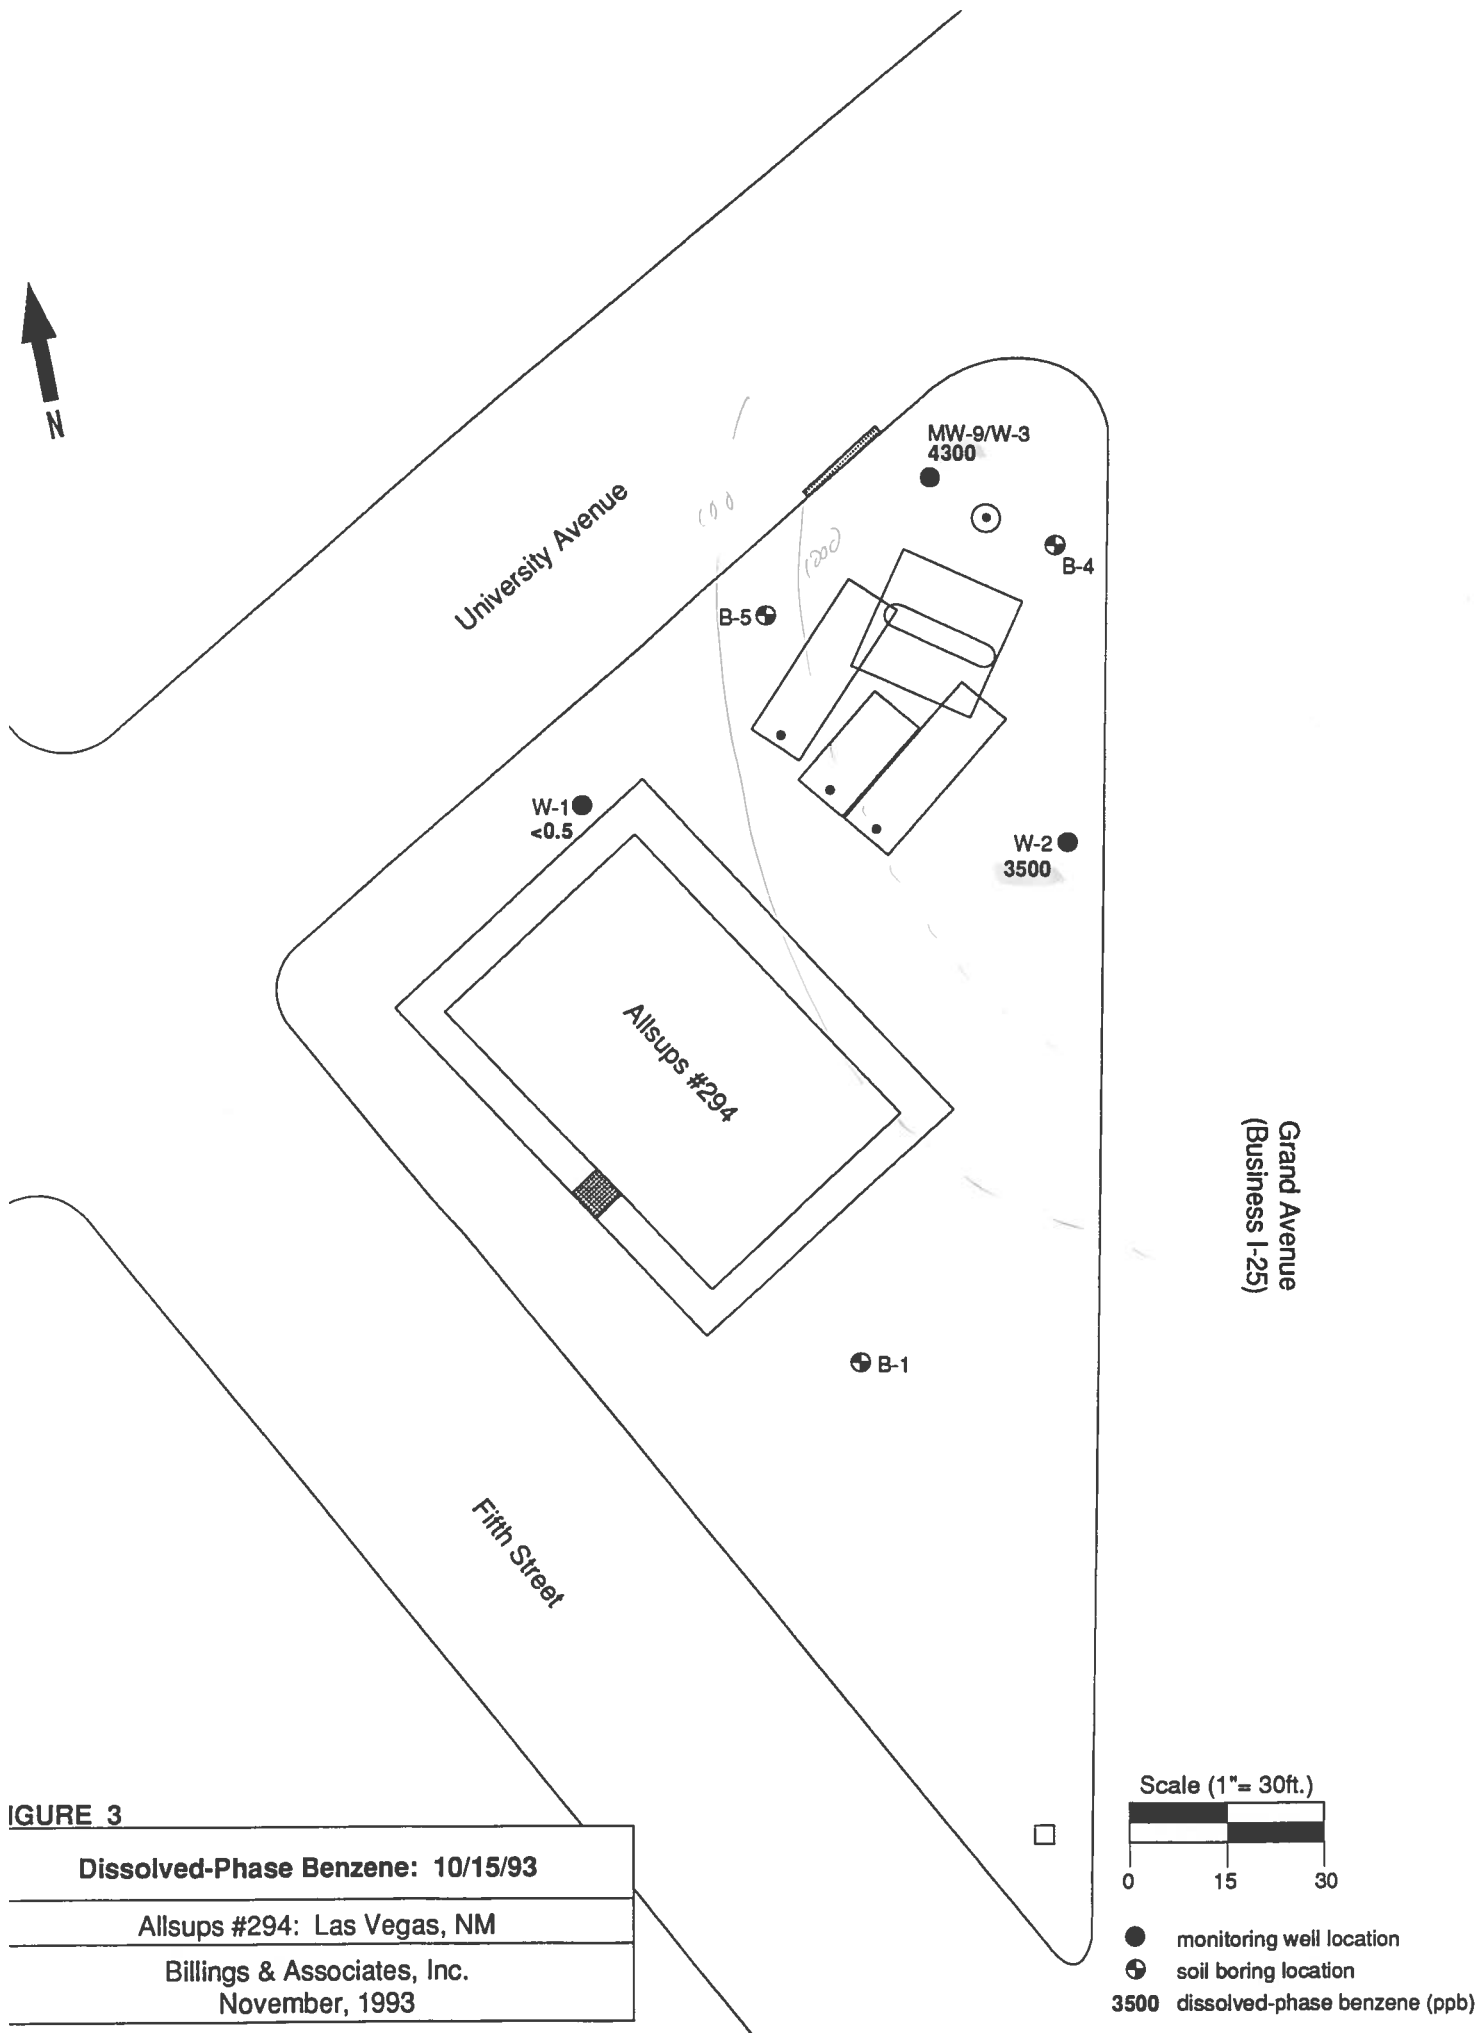 N
University Avenue
100
1000
MW-9/W-3
4300
B-4
B-5
W-1
<0.5
W-2
3500
Allsups #294
Grand Avenue
(Business I-25)
B-1
Fifth Street
IGURE 3
Dissolved-Phase Benzene: 10/15/93
Allsups #294: Las Vegas, NM
Billings & Associates, Inc.
November, 1993
Scale (1"= 30ft.)
0 15 30
monitoring well location
soil boring location
3500 dissolved-phase benzene (ppb)